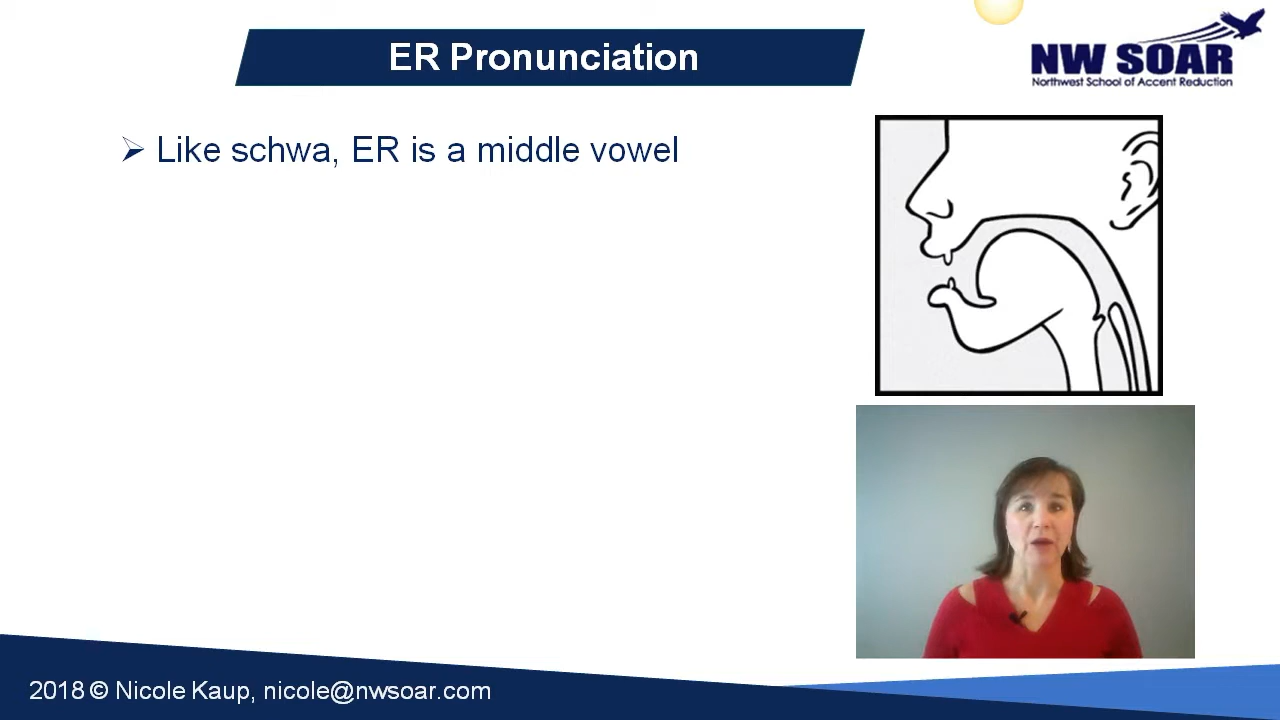 ER Pronunciation
NW SOAR
Northwest School of Accent Reduction
Like schwa, ER is a middle vowel
2018 © Nicole Kaup, nicole@nwsoar.com